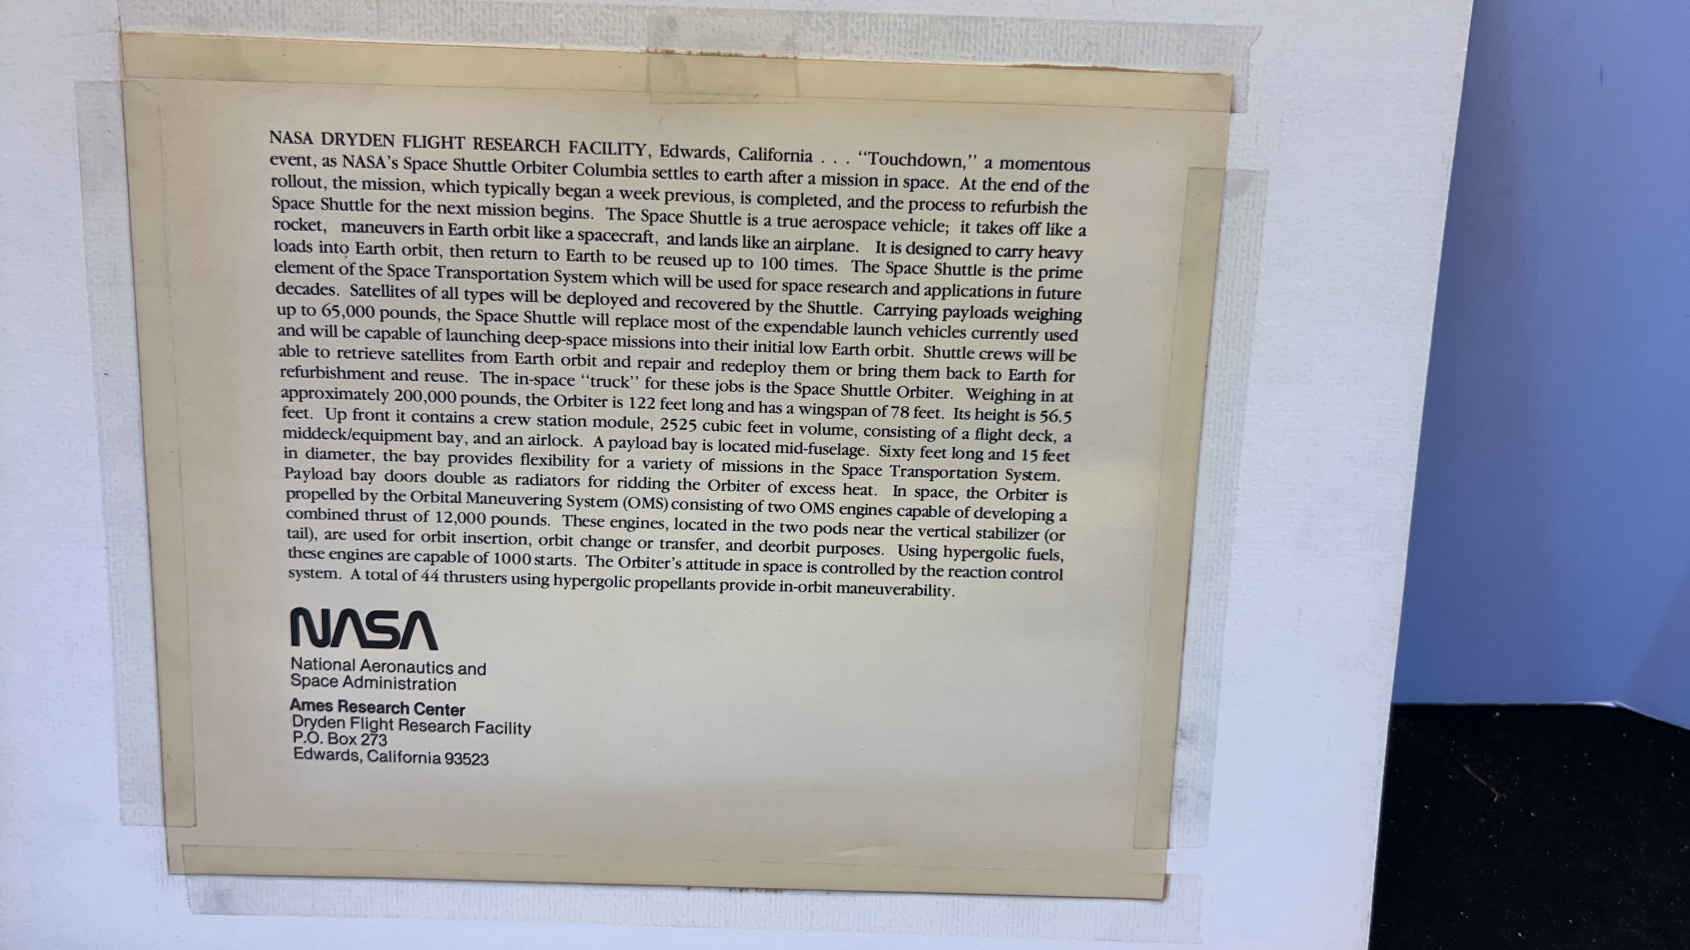 NASA DRYDEN FLIGHT RESEARCH FACILITY, Edwards, California . . . “Touchdown,” a momentous
event, as NASA’s Space Shuttle Orbiter Columbia settles to earth after a mission in space. At the end of the
rollout, the mission, which typically began a week previous, is completed, and the process to refurbish the
Space Shuttle for the next mission begins. The Space Shuttle is a true aerospace vehicle; it takes off like a
rocket, maneuvers in Earth orbit like a spacecraft, and lands like an airplane. It is designed to carry heavy
loads into Earth orbit, then return to Earth to be reused up to 100 times. The Space Shuttle is the prime
element of the Space Transportation System which will be used for space research and applications in future
decades. Satellites of all types will be deployed and recovered by the Shuttle. Carrying payloads weighing
up to 65,000 pounds, the Space Shuttle will replace most of the expendable launch vehicles currently used
and will be capable of launching deep-space missions into their initial low Earth orbit. Shuttle crews will be
able to retrieve satellites from Earth orbit and repair and redeploy them or bring them back to Earth for
refurbishment and reuse. The in-space “truck” for these jobs is the Space Shuttle Orbiter. Weighing in at
approximately 200,000 pounds, the Orbiter is 122 feet long and has a wingspan of 78 feet. Its height is 56.5
feet. Up front it contains a crew station module, 2525 cubic feet in volume, consisting of a flight deck, a
middeck/equipment bay, and an airlock. A payload bay is located mid-fuselage. Sixty feet long and 15 feet
in diameter, the bay provides flexibility for a variety of missions in the Space Transportation System.
Payload bay doors double as radiators for ridding the Orbiter of excess heat. In space, the Orbiter is
propelled by the Orbital Maneuvering System (OMS) consisting of two OMS engines capable of developing a
combined thrust of 12,000 pounds. These engines, located in the two pods near the vertical stabilizer (or
tail), are used for orbit insertion, orbit change or transfer, and deorbit purposes. Using hypergolic fuels,
these engines are capable of 1000 starts. The Orbiter’s attitude in space is controlled by the reaction control
system. A total of 44 thrusters using hypergolic propellants provide in-orbit maneuverability.
NASA
National Aeronautics and
Space Administration
Ames Research Center
Dryden Flight Research Facility
P.O. Box 273
Edwards, California 93523